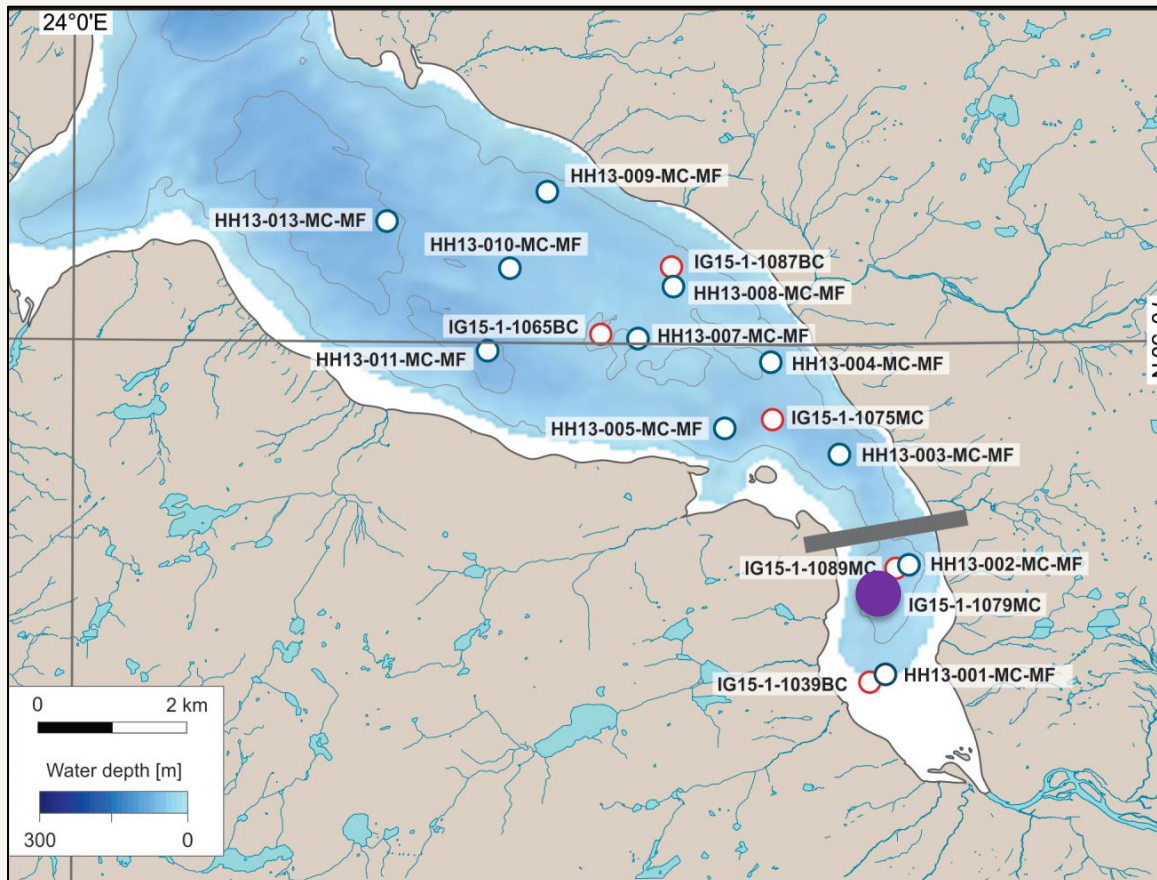 24°0'E
HH13-009-MC-MF
HH13-013-MC-MF
HH13-010-MC-MF
IG15-1-1087BC
HH13-008-MC-MF
IG15-1-1065BC
HH13-007-MC-MF
HH13-011-MC-MF
HH13-004-MC-MF
IG15-1-1075MC
HH13-005-MC-MF
HH13-003-MC-MF
IG15-1-1089MC
HH13-002-MC-MF
IG15-1-1079MC
IG15-1-1039BC
HH13-001-MC-MF
0 2 km
Water depth [m]
300 0